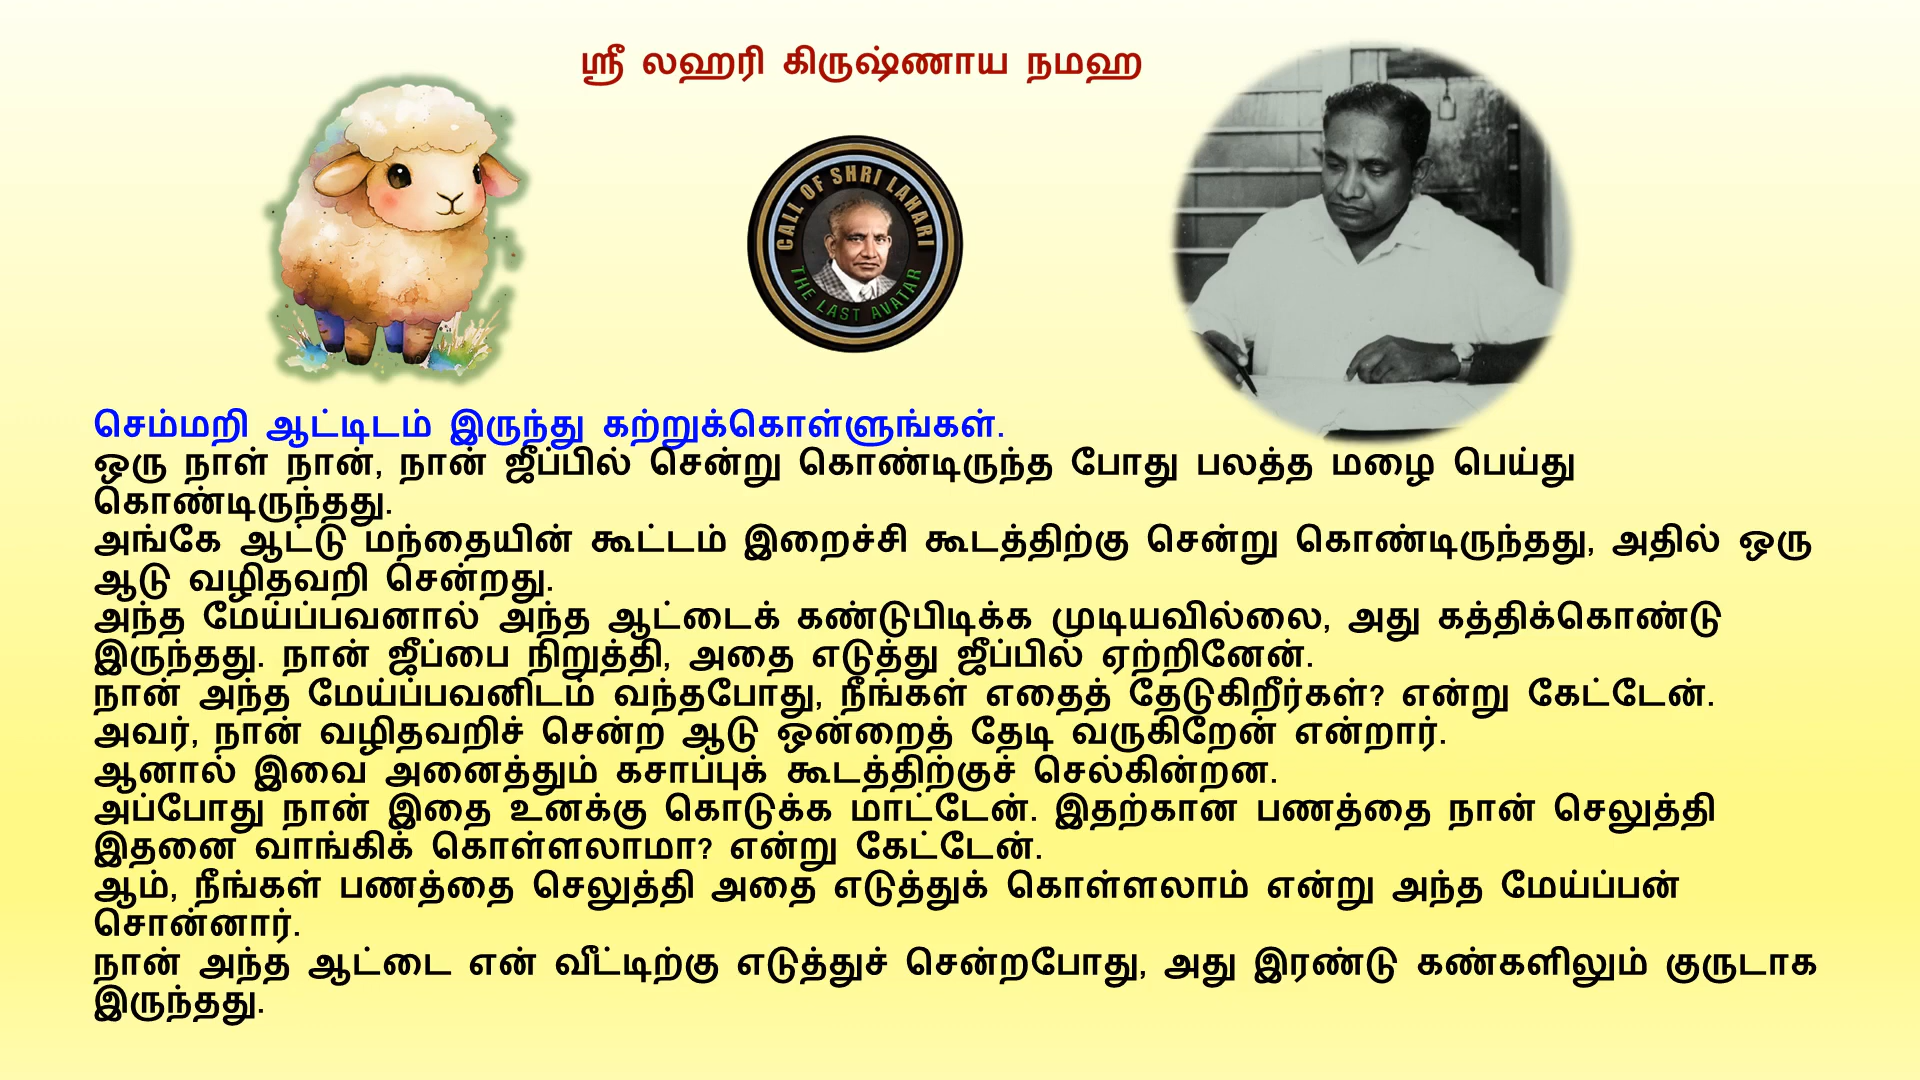 ஸ்ரீ லஹரி கிருஷ்ணாய நமஹ
CALL OF SHRI LAHARI
THE LAST AVATAR
செம்மறி ஆட்டிடம் இருந்து கற்றுக்கொள்ளுங்கள்.
ஒரு நாள் நான், நான் ஜீப்பில் சென்று கொண்டிருந்த போது பலத்த மழை பெய்து
கொண்டிருந்தது.
அங்கே ஆட்டு மந்தையின் கூட்டம் இறைச்சி கூடத்திற்கு சென்று கொண்டிருந்தது, அதில் ஒரு
ஆடு வழிதவறி சென்றது.
அந்த மேய்ப்பவனால் அந்த ஆட்டைக் கண்டுபிடிக்க முடியவில்லை, அது கத்திக்கொண்டு
இருந்தது. நான் ஜீப்பை நிறுத்தி, அதை எடுத்து ஜீப்பில் ஏற்றினேன்.
நான் அந்த மேய்ப்பவனிடம் வந்தபோது, நீங்கள் எதைத் தேடுகிறீர்கள்? என்று கேட்டேன்.
அவர், நான் வழிதவறிச் சென்ற ஆடு ஒன்றைத் தேடி வருகிறேன் என்றார்.
ஆனால் இவை அனைத்தும் கசாப்புக் கூடத்திற்குச் செல்கின்றன.
அப்போது நான் இதை உனக்கு கொடுக்க மாட்டேன். இதற்கான பணத்தை நான் செலுத்தி
இதனை வாங்கிக் கொள்ளலாமா? என்று கேட்டேன்.
ஆம், நீங்கள் பணத்தை செலுத்தி அதை எடுத்துக் கொள்ளலாம் என்று அந்த மேய்ப்பன்
சொன்னார்.
நான் அந்த ஆட்டை என் வீட்டிற்கு எடுத்துச் சென்றபோது, அது இரண்டு கண்களிலும் குருடாக
இருந்தது.